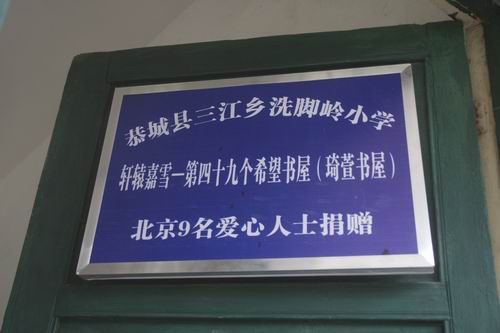 恭城县三江乡洗脚岭小学
轩辕嘉雪—第四十九个希望书屋（琦萱书屋）
北京9名爱心人士捐赠